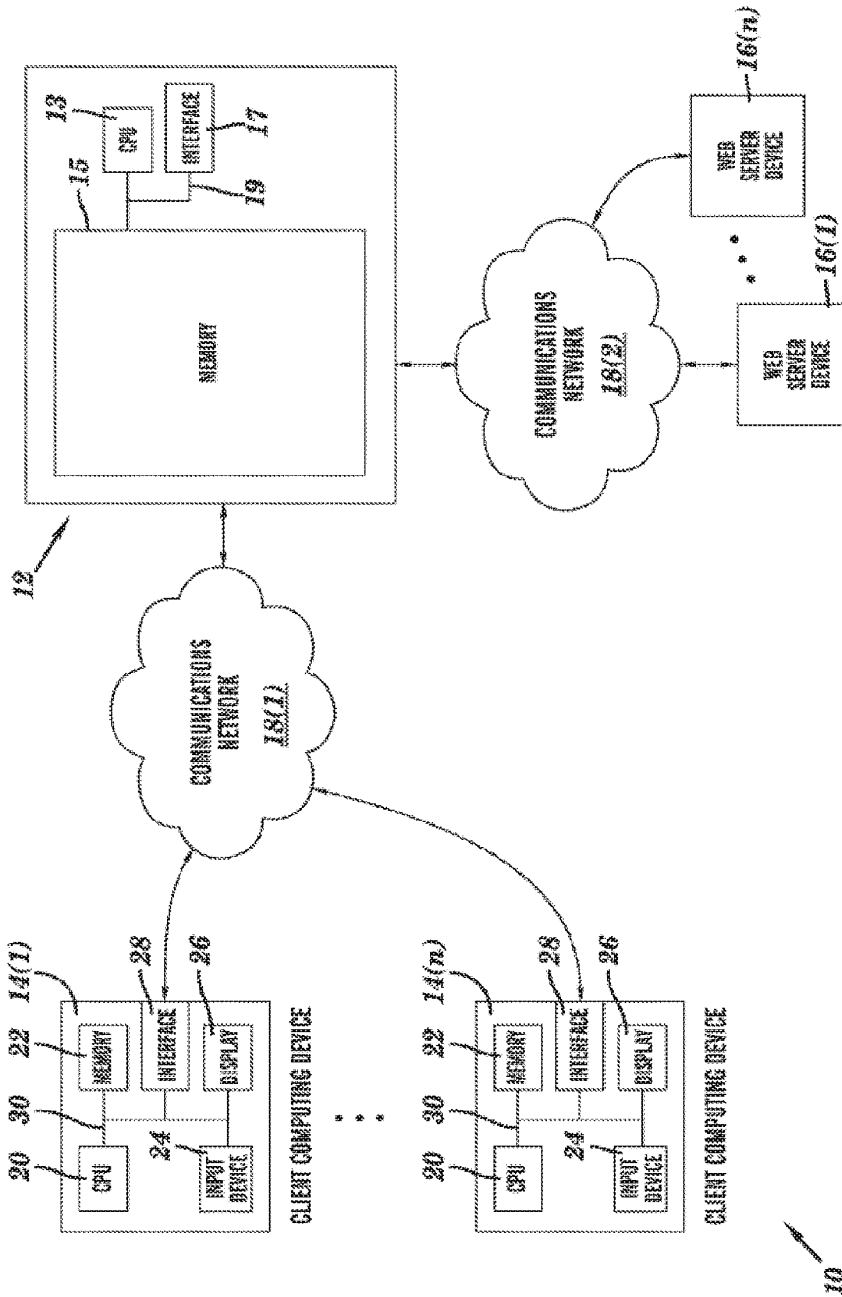 10
14(1)
20
30
22
CPU
MEMORY
28
INTERFACE
24
26
INPUT
DEVICE
DISPLAY
CLIENT COMPUTING DEVICE
14(n)
20
30
22
CPU
MEMORY
28
INTERFACE
24
26
INPUT
DEVICE
DISPLAY
CLIENT COMPUTING DEVICE
COMMUNICATIONS
NETWORK
18(1)
12
MEMORY
15
13
CPU
INTERFACE
17
19
COMMUNICATIONS
NETWORK
18(2)
WEB
SERVER
DEVICE
16(1)
WEB
SERVER
DEVICE
16(n)